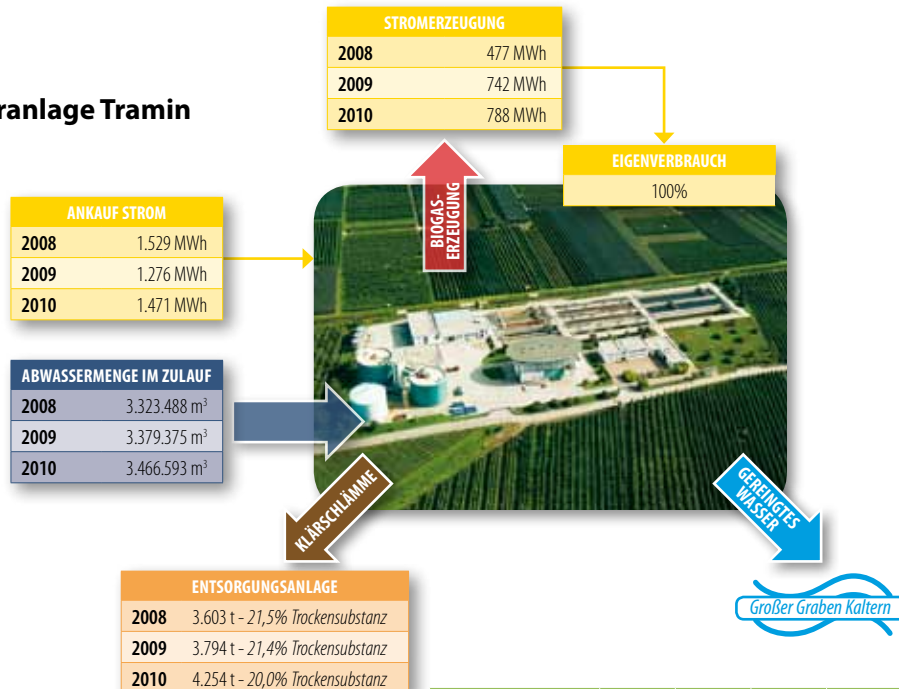 STROMERZEUGUNG
2008 477 MWh
2009 742 MWh
2010 788 MWh
ranlage Tramin
EIGENVERBRAUCH
100%
BIOGAS-
ERZEUGUNG
ANKAUF STROM
2008 1.529 MWh
2009 1.276 MWh
2010 1.471 MWh
ABWASSERMENGE IM ZULAUF
2008 3.323.488 m³
2009 3.379.375 m³
2010 3.466.593 m³
KLÄRSCHLÄMME
GEREINGTES
WASSER
Großer Graben Kaltern
ENTSORGUNGSANLAGE
2008 3.603 t - 21,5% Trockensubstanz
2009 3.794 t - 21,4% Trockensubstanz
2010 4.254 t - 20,0% Trockensubstanz